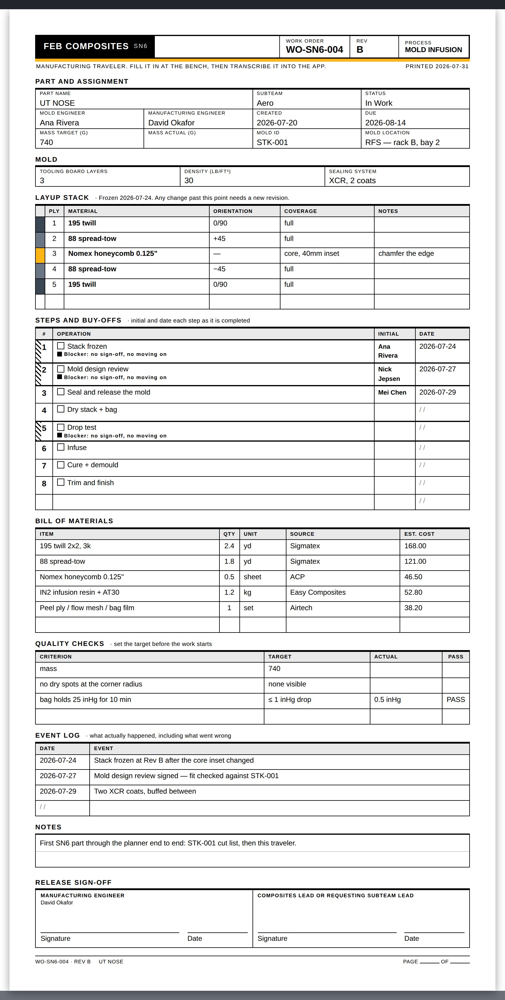 FEB COMPOSITES SN6
WORK ORDER
WO-SN6-004
REV
B
PROCESS
MOLD INFUSION
MANUFACTURING TRAVELER. FILL IT IN AT THE BENCH, THEN TRANSCRIBE IT INTO THE APP. PRINTED 2026-07-31
PART AND ASSIGNMENT
PART NAME SUBTEAM STATUS
UT NOSE Aero In Work
MOLD ENGINEER MANUFACTURING ENGINEER CREATED DUE
Ana Rivera David Okafor 2026-07-20 2026-08-14
MASS TARGET (G) MASS ACTUAL (G) MOLD ID MOLD LOCATION
740 STK-001 RFS — rack B, bay 2
MOLD
TOOLING BOARD LAYERS DENSITY (LB/FT³) SEALING SYSTEM
3 30 XCR, 2 coats
LAYUP STACK · Frozen 2026-07-24. Any change past this point needs a new revision.
PLY MATERIAL ORIENTATION COVERAGE NOTES
1 195 twill 0/90 full
2 88 spread-tow +45 full
3 Nomex honeycomb 0.125" — core, 40mm inset chamfer the edge
4 88 spread-tow −45 full
5 195 twill 0/90 full
STEPS AND BUY-OFFS · initial and date each step as it is completed
# OPERATION INITIAL DATE
1 Stack frozen Ana Rivera 2026-07-24
Blocker: no sign-off, no moving on
2 Mold design review Nick Jepsen 2026-07-27
Blocker: no sign-off, no moving on
3 Seal and release the mold Mei Chen 2026-07-29
4 Dry stack + bag / /
5 Drop test / /
Blocker: no sign-off, no moving on
6 Infuse / /
7 Cure + demould / /
8 Trim and finish / /
/ /
BILL OF MATERIALS
ITEM QTY UNIT SOURCE EST. COST
195 twill 2x2, 3k 2.4 yd Sigmatex 168.00
88 spread-tow 1.8 yd Sigmatex 121.00
Nomex honeycomb 0.125" 0.5 sheet ACP 46.50
IN2 infusion resin + AT30 1.2 kg Easy Composites 52.80
Peel ply / flow mesh / bag film 1 set Airtech 38.20
QUALITY CHECKS · set the target before the work starts
CRITERION TARGET ACTUAL PASS
mass 740
no dry spots at the corner radius none visible
bag holds 25 inHg for 10 min ≤ 1 inHg drop 0.5 inHg PASS
EVENT LOG · what actually happened, including what went wrong
DATE EVENT
2026-07-24 Stack frozen at Rev B after the core inset changed
2026-07-27 Mold design review signed — fit checked against STK-001
2026-07-29 Two XCR coats, buffed between
/ /
NOTES
First SN6 part through the planner end to end: STK-001 cut list, then this traveler.
RELEASE SIGN-OFF
MANUFACTURING ENGINEER COMPOSITES LEAD OR REQUESTING SUBTEAM LEAD
David Okafor
Signature Date Signature Date
WO-SN6-004 · REV B UT NOSE PAGE OF